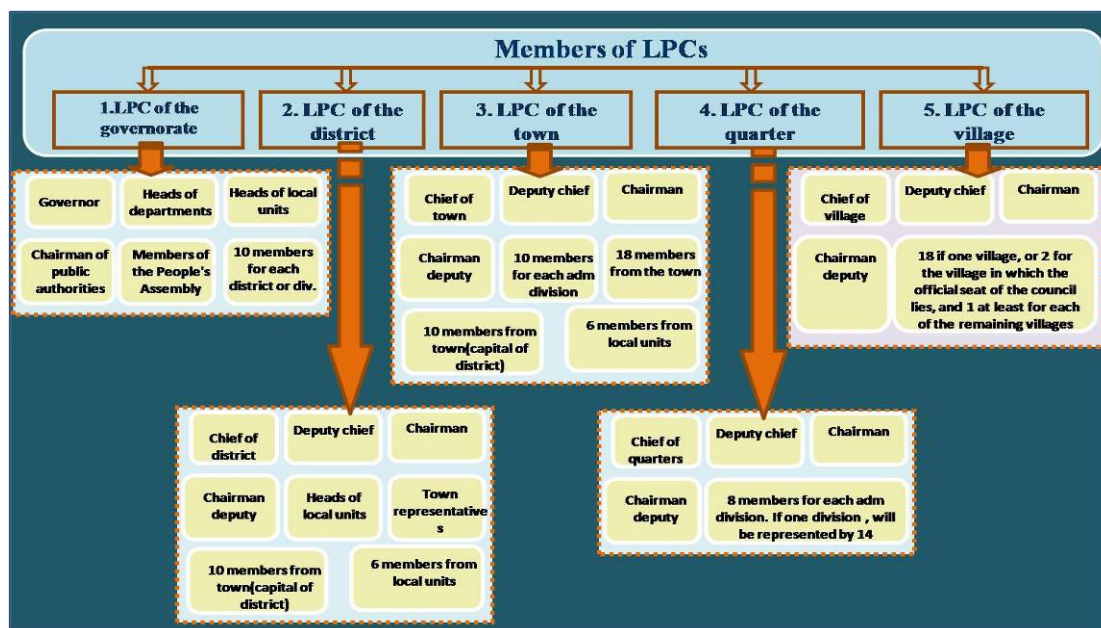 Members of LPCs
1.LPC of the
governorate
2. LPC of the
district
3. LPC of the
town
4. LPC of the
quarter
5. LPC of the
village
Governor
Heads of
departments
Heads of local
units
Chairman of
public
authorities
Members of
the People's
Assembly
10 members
for each
district or div.
Chief of
town
Deputy chief
Chairman
Chairman
deputy
10 members
for each adm
division
18 members
from the town
10 members from
town(capital of
district)
6 members from
local units
Chief of
village
Deputy chief
Chairman
Chairman
deputy
18 if one village, or 2 for
the village in which the
official seat of the council
lies, and 1 at least for each
of the remaining villages
Chief of
district
Deputy chief
Chairman
Chairman
deputy
Heads of
local units
Town
representative
s
10 members from
town(capital of
district)
6 members from
local units
Chief of
quarters
Deputy chief
Chairman
Chairman
deputy
8 members for each adm
division. If one division , will
be represented by 14